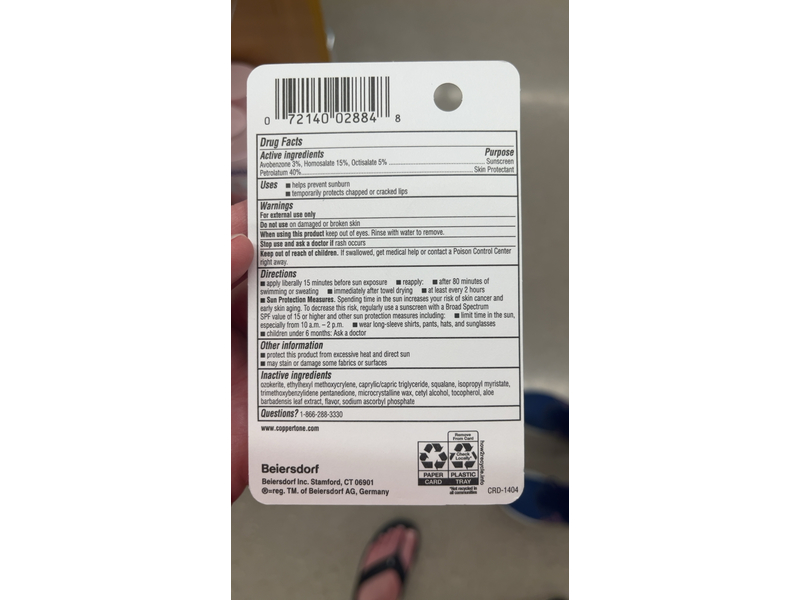 0 72140 02884 8
Drug Facts
Active ingredients Purpose
Avobenzone 3%, Homosalate 15%, Octisalate 5% Sunscreen
Petrolatum 40% Skin Protectant
Uses ■ helps prevent sunburn
■ temporarily protects chapped or cracked lips
Warnings
For external use only
Do not use on damaged or broken skin
When using this product keep out of eyes. Rinse with water to remove.
Stop use and ask a doctor if rash occurs
Keep out of reach of children. If swallowed, get medical help or contact a Poison Control Center
right away.
Directions
■ apply liberally 15 minutes before sun exposure ■ reapply: ■ after 80 minutes of
swimming or sweating ■ immediately after towel drying ■ at least every 2 hours
■ Sun Protection Measures. Spending time in the sun increases your risk of skin cancer and
early skin aging. To decrease this risk, regularly use a sunscreen with a Broad Spectrum
SPF value of 15 or higher and other sun protection measures including: ■ limit time in the sun,
especially from 10 a.m. – 2 p.m. ■ wear long-sleeve shirts, pants, hats, and sunglasses
■ children under 6 months: Ask a doctor
Other information
■ protect this product from excessive heat and direct sun
■ may stain or damage some fabrics or surfaces
Inactive ingredients
ozokerite, ethylhexyl methoxycrylene, caprylic/capric triglyceride, squalane, isopropyl myristate,
trimethoxybenzylidene pentanedione, microcrystalline wax, cetyl alcohol, tocopherol, aloe
barbadensis leaf extract, flavor, sodium ascorbyl phosphate
Questions? 1-866-288-3330
www.coppertone.com
Remove
From Card
Check
Locally*
PAPER PLASTIC
CARD TRAY
*Not recycled in
all communities
how2recycle.info
Beiersdorf
Beiersdorf Inc. Stamford, CT 06901
®=reg. TM. of Beiersdorf AG, Germany
CRD-1404